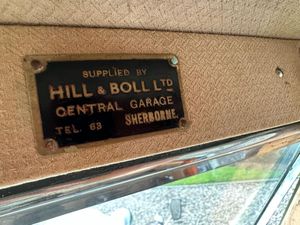 SUPPLIED BY
HILL & BOLL LTD
CENTRAL GARAGE
TEL. 63 SHERBORNE.